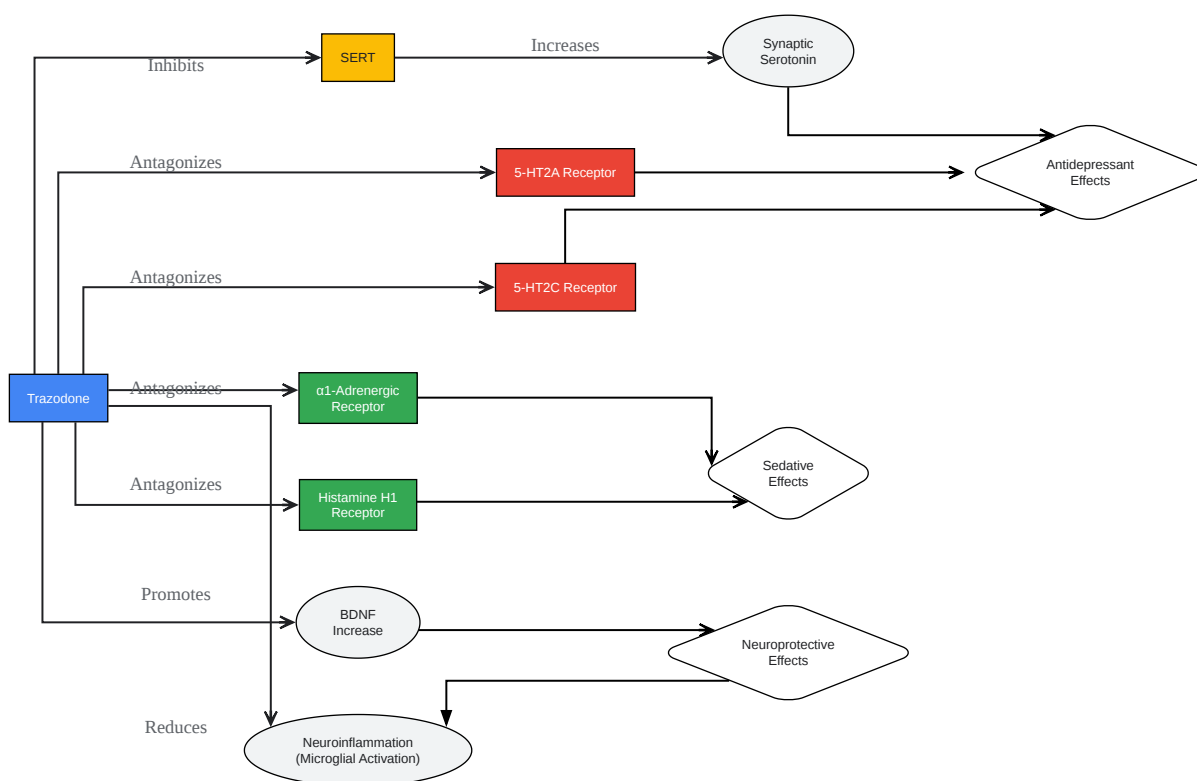 Increases
Synaptic
Serotonin
SERT
Inhibits
Antagonizes
5-HT2A Receptor
Antidepressant
Effects
Antagonizes
5-HT2C Receptor
Trazodone
Antagonizes
α1-Adrenergic
Receptor
Sedative
Effects
Antagonizes
Histamine H1
Receptor
Promotes
BDNF
Increase
Neuroprotective
Effects
Reduces
Neuroinflammation
(Microglial Activation)